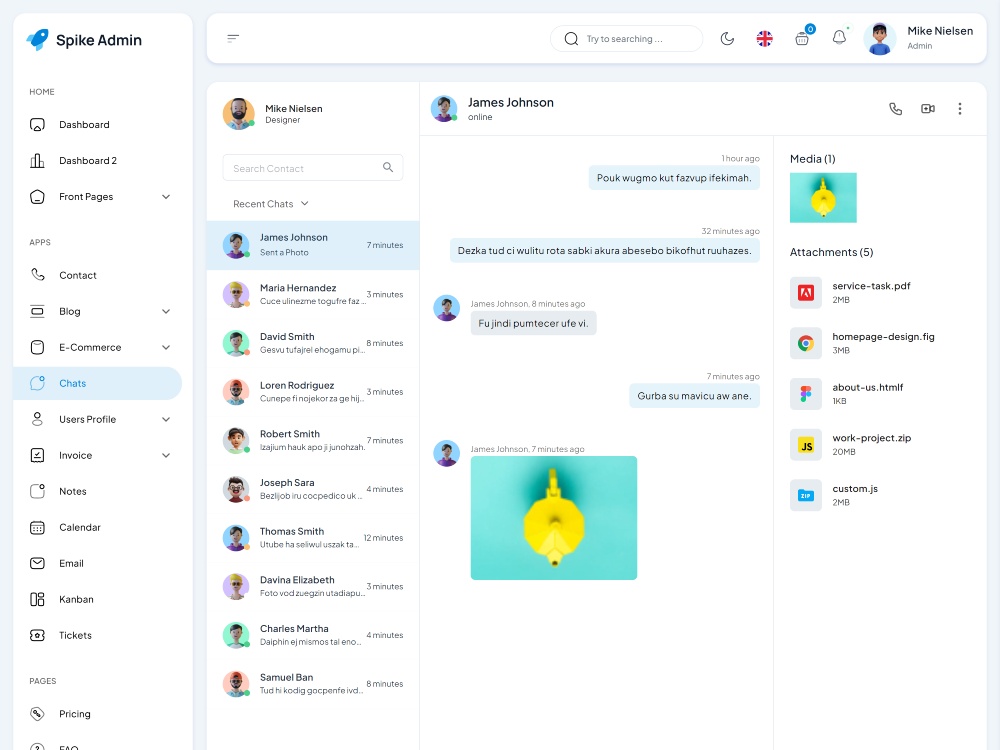 Spike Admin
HOME
Dashboard
Dashboard 2
Front Pages
APPS
Contact
Blog
E-Commerce
Chats
Users Profile
Invoice
Notes
Calendar
Email
Kanban
Tickets
PAGES
Pricing
FAQ
Try to searching ...
0
Mike Nielsen
Admin
Mike Nielsen
Designer
Search Contact
Recent Chats
James Johnson
Sent a Photo
7 minutes
Maria Hernandez
Cuce ulinezme togufre faz ...
3 minutes
David Smith
Gesvu tufajrel ehogamu pi...
8 minutes
Loren Rodriguez
Cunepe fi nojekor za ge hij...
3 minutes
Robert Smith
Izajium hauk apo ji junohzah.
7 minutes
Joseph Sara
Bezlijob iru cocpedico uk ...
4 minutes
Thomas Smith
Utube ha seliwul uszak ta...
12 minutes
Davina Elizabeth
Foto vod zuegzin utadiapu...
3 minutes
Charles Martha
Daiphin ej mismos tal eno...
4 minutes
Samuel Ban
Tud hi kodig gocpenfe ivd...
8 minutes
James Johnson
online
1 hour ago
Pouk wugmo kut fazvup ifekimah.
32 minutes ago
Dezka tud ci wulitu rota sabki akura abesebo bikofhut ruuhazes.
James Johnson, 8 minutes ago
Fu jindi pumtecer ufe vi.
7 minutes ago
Gurba su mavicu aw ane.
James Johnson, 7 minutes ago
Media (1)
Attachments (5)
service-task.pdf
2MB
homepage-design.fig
3MB
about-us.htmlf
1KB
JS
work-project.zip
20MB
ZIP
custom.js
2MB